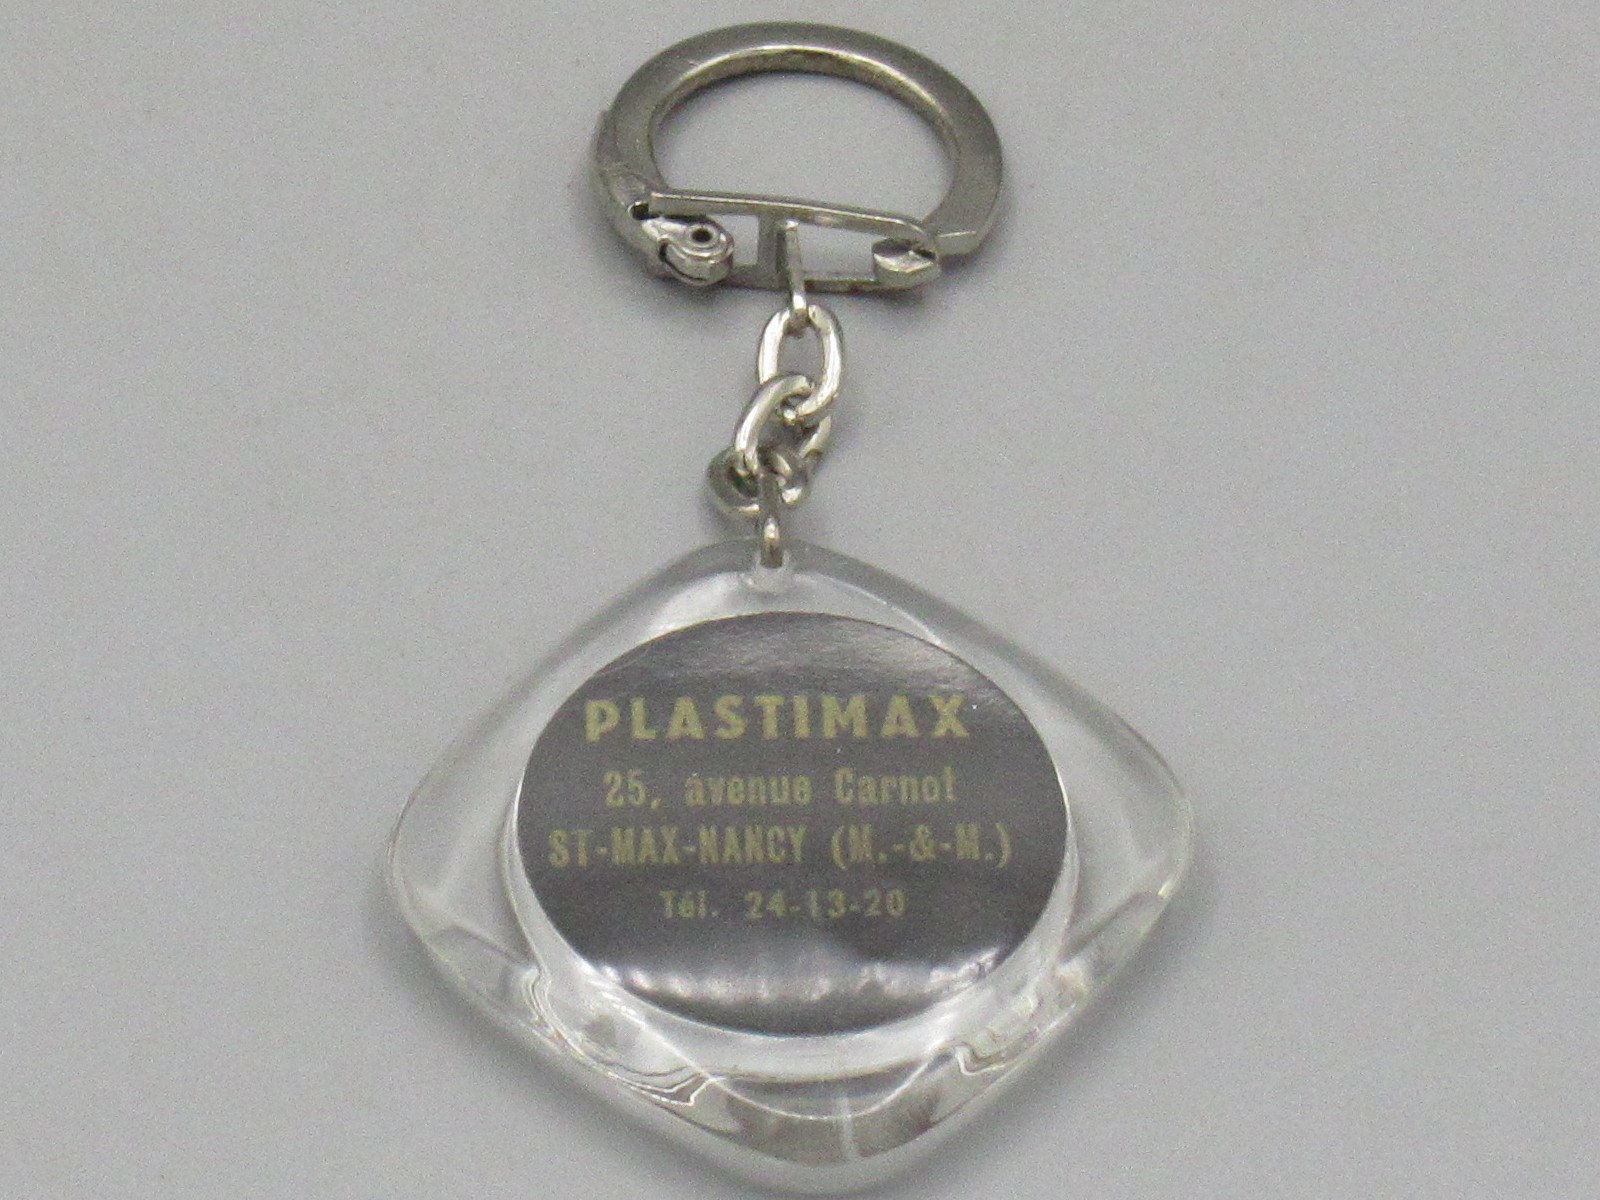 PLASTIMAX
25, avenue Carnot
ST-MAX-NANCY (M.-&-M.)
Tél. 24-13-20